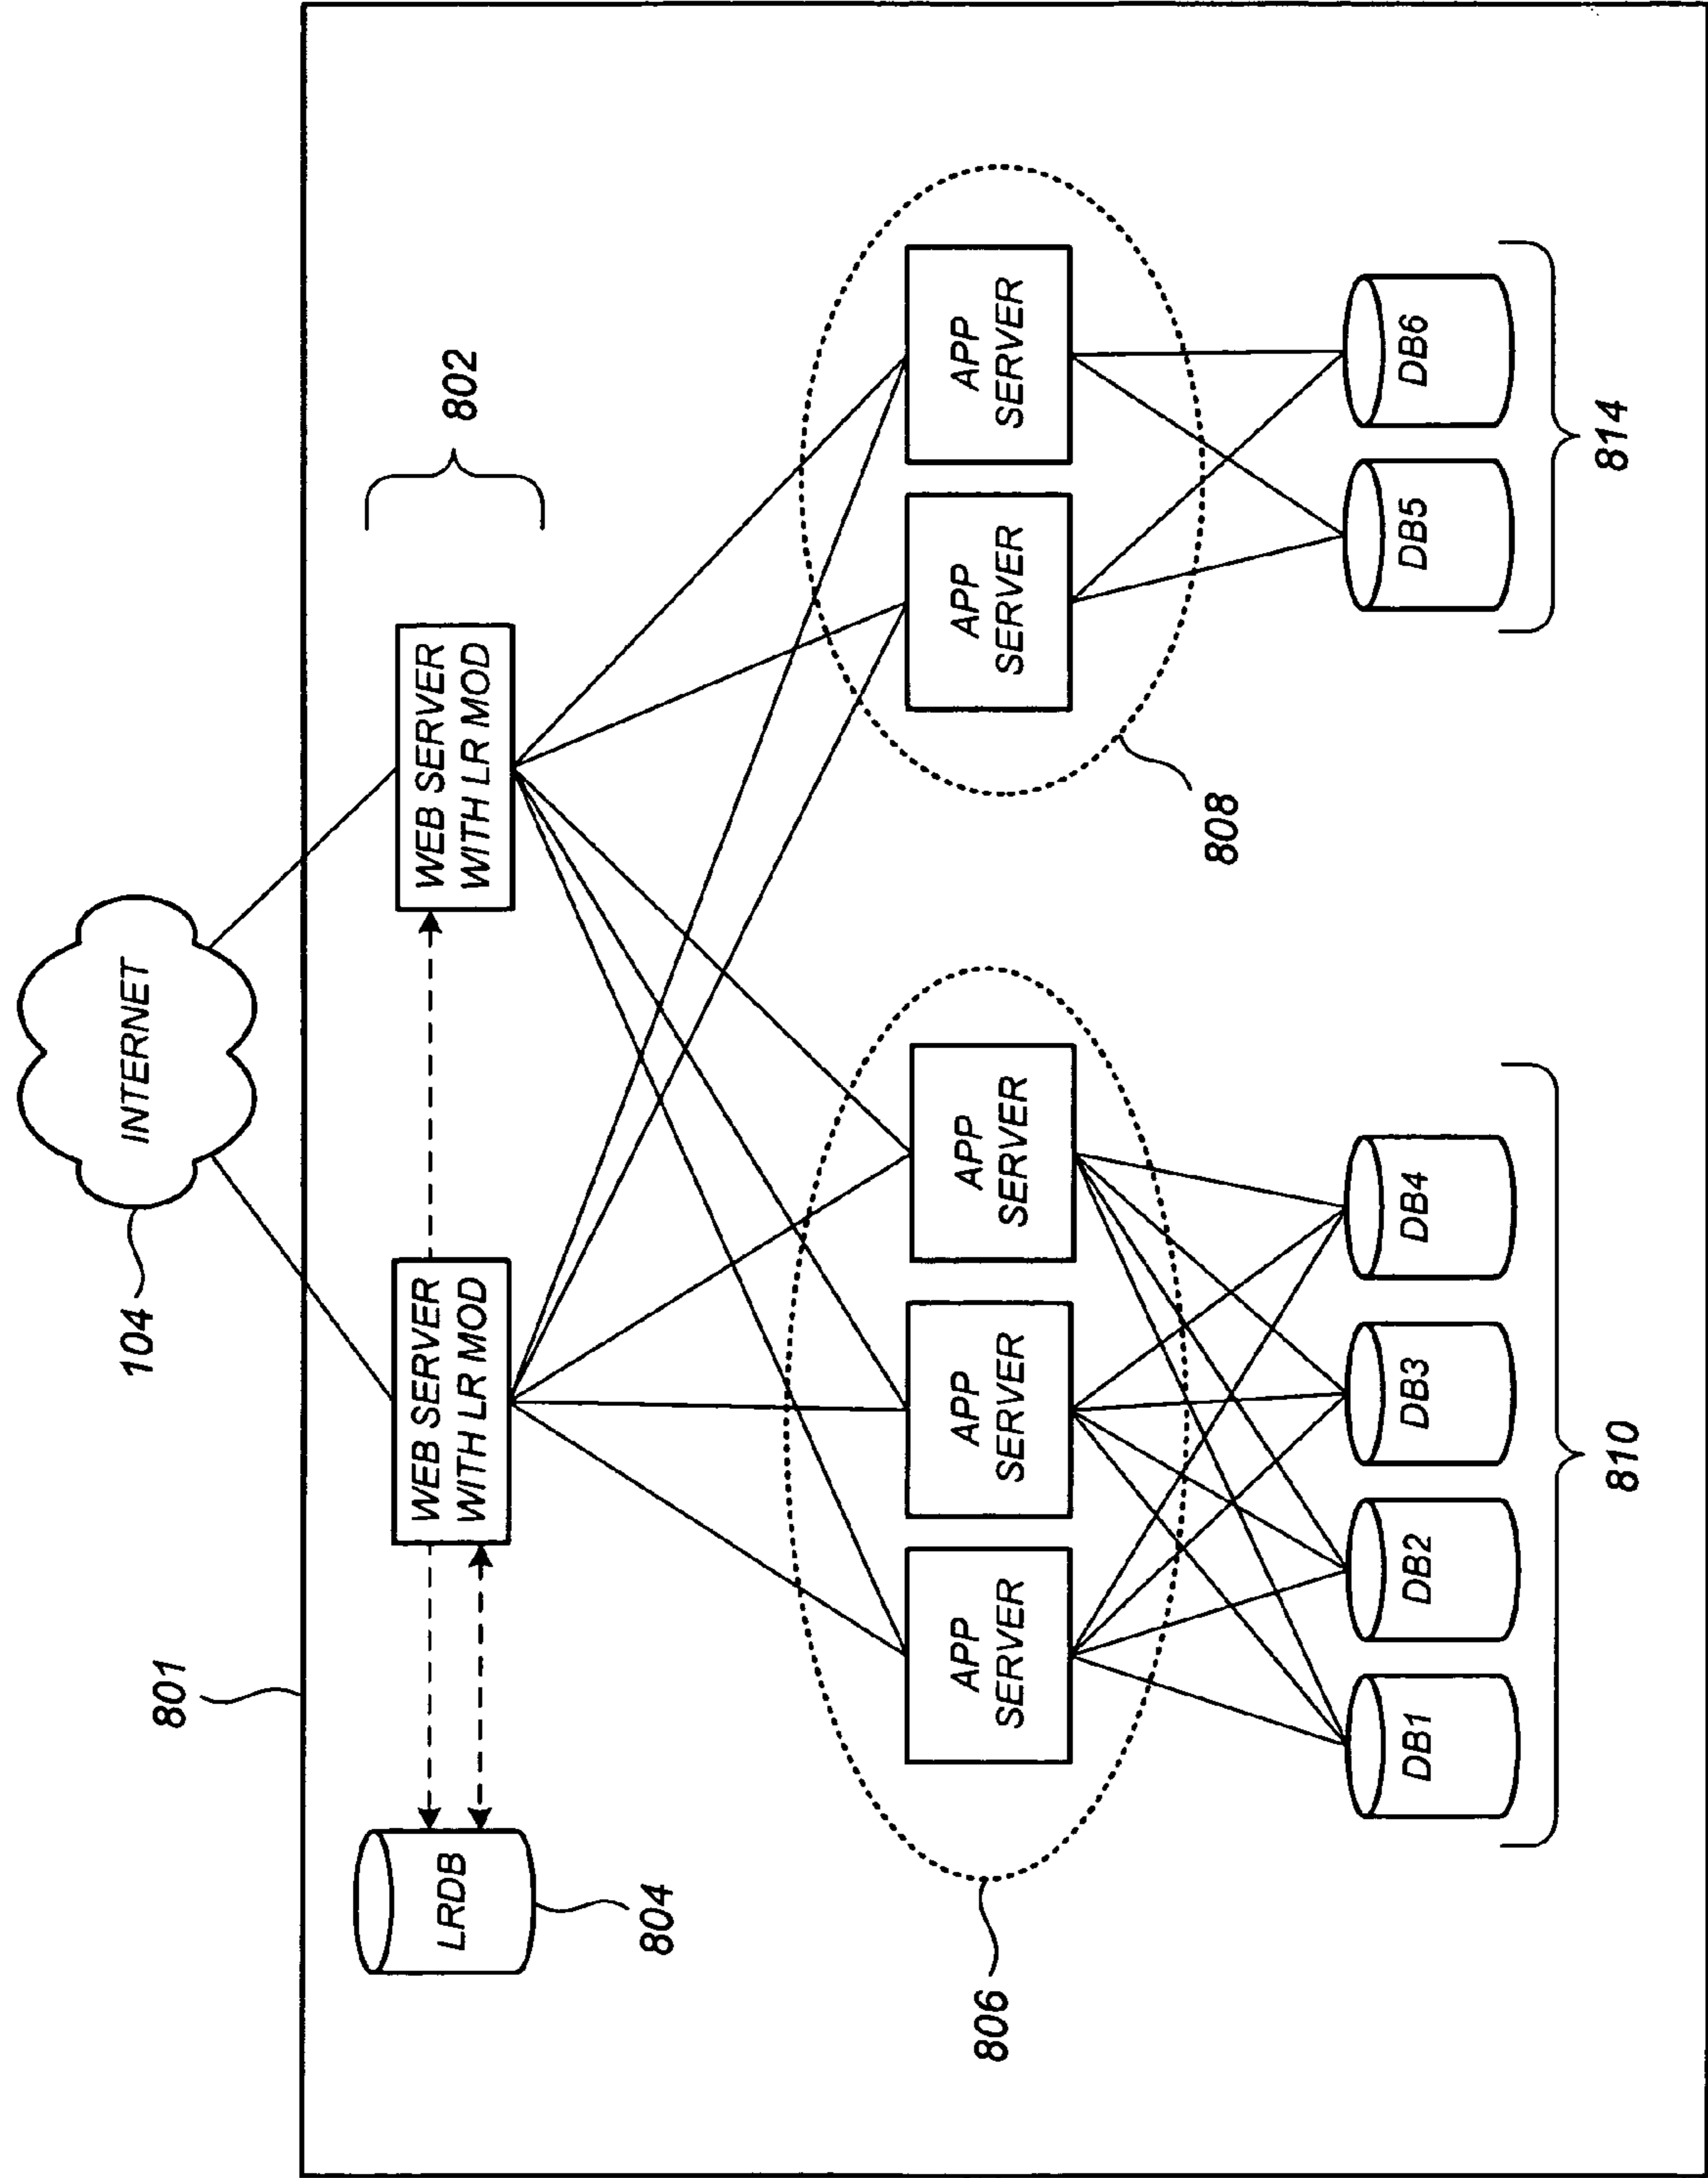 INTERNET
104
801
802
WEB SERVER
WITH LR MOD
WEB SERVER
WITH LR MOD
LRDB
804
806
APP
SERVER
APP
SERVER
APP
SERVER
808
APP
SERVER
APP
SERVER
DB1
DB2
DB3
DB4
810
DB5
DB6
814